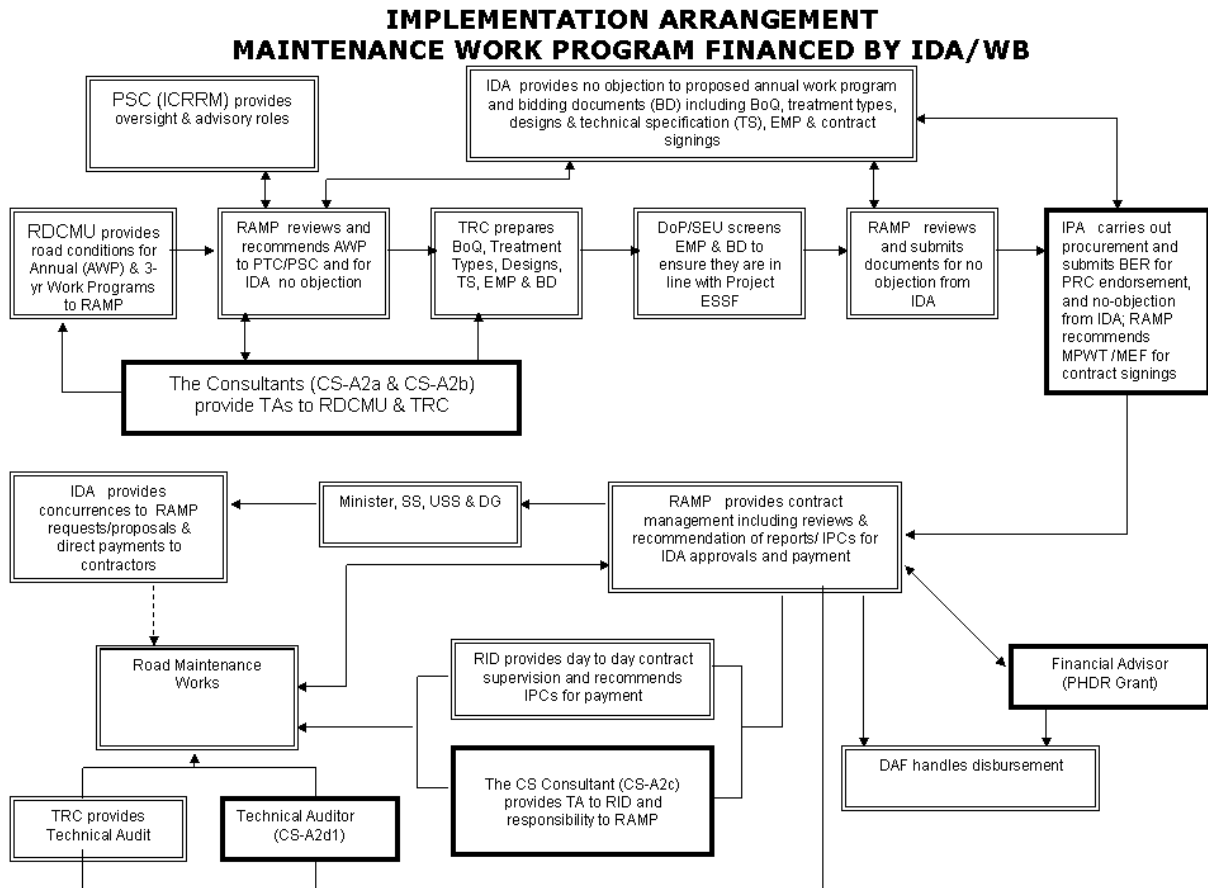 IMPLEMENTATION ARRANGEMENT
MAINTENANCE WORK PROGRAM FINANCED BY IDA/WB
PSC (ICRRM) provides
oversight & advisory roles
IDA provides no objection to proposed annual work program
and bidding documents (BD) including BoQ, treatment types,
designs & technical specification (TS), EMP & contract
signings
RDCMU provides
road conditions for
Annual (AWP) & 3-
yr Work Programs
to RAMP
RAMP reviews and
recommends AWP
to PTC/PSC and for
IDA no objection
TRC prepares
BoQ, Treatment
Types, Designs,
TS, EMP & BD
DoP/SEU screens
EMP & BD to
ensure they are in
line with Project
ESSF
RAMP reviews
and submits
documents for no
objection from
IDA
IPA carries out
procurement and
submits BER for
PRC endorsement,
and no-objection
from IDA; RAMP
recommends
MPWT /MEF for
contract signings
The Consultants (CS-A2a & CS-A2b)
provide TAs to RDCMU & TRC
IDA provides
concurrences to RAMP
requests/proposals &
direct payments to
contractors
Minister, SS, USS & DG
RAMP provides contract
management including reviews &
recommendation of reports/ IPCs for
IDA approvals and payment
Road Maintenance
Works
RID provides day to day contract
supervision and recommends
IPCs for payment
Financial Advisor
(PHDR Grant)
The CS Consultant (CS-A2c)
provides TA to RID and
responsibility to RAMP
DAF handles disbursement
TRC provides
Technical Audit
Technical Auditor
(CS-A2d1)